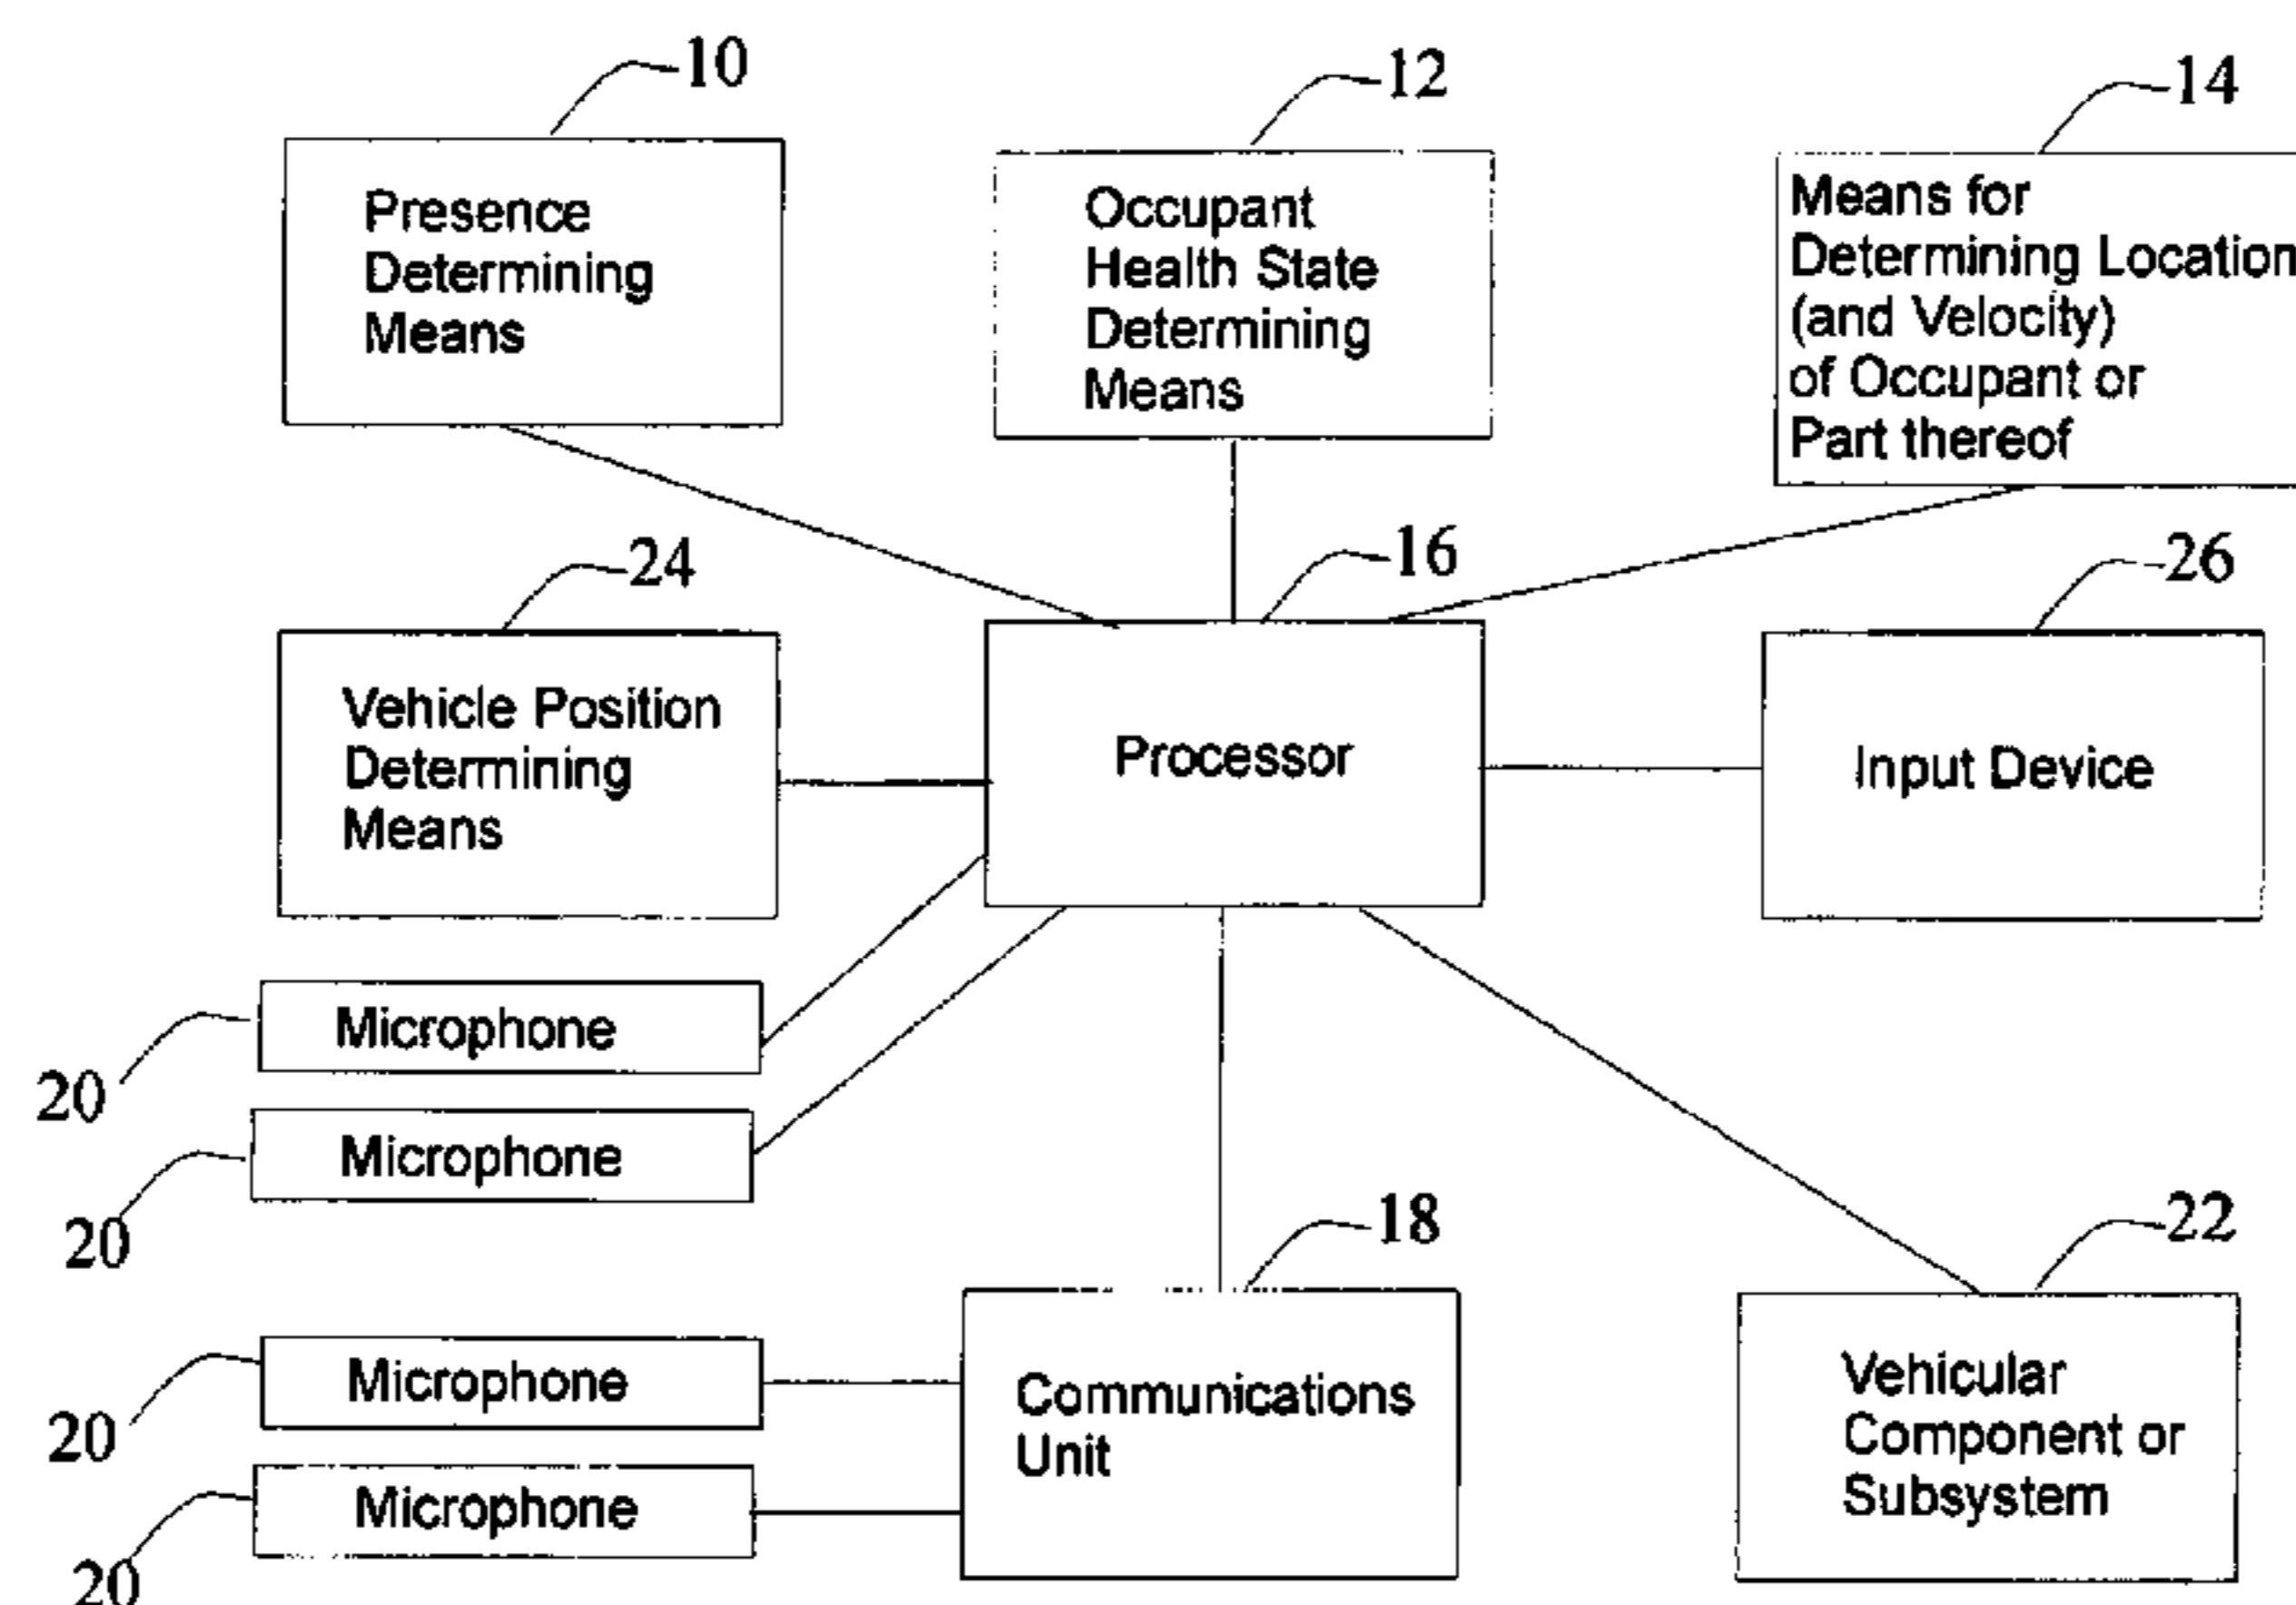 10
12
14
Presence
Determining
Means
Occupant
Health State
Determining
Means
Means for
Determining Location
(and Velocity)
of Occupant or
Part thereof
24
16
26
Vehicle Position
Determining
Means
Processor
Input Device
20
Microphone
20
Microphone
18
22
20
Microphone
20
Microphone
Communications
Unit
Vehicular
Component or
Subsystem